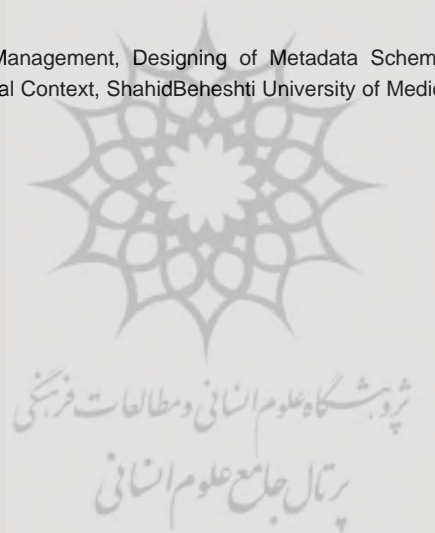 Management, Designing of Metadata Schem
al Context, ShahidBeheshti University of Medic
پژوهشگاه علوم انسانی و مطالعات فرهنگی
پرتال جامع علوم انسانی